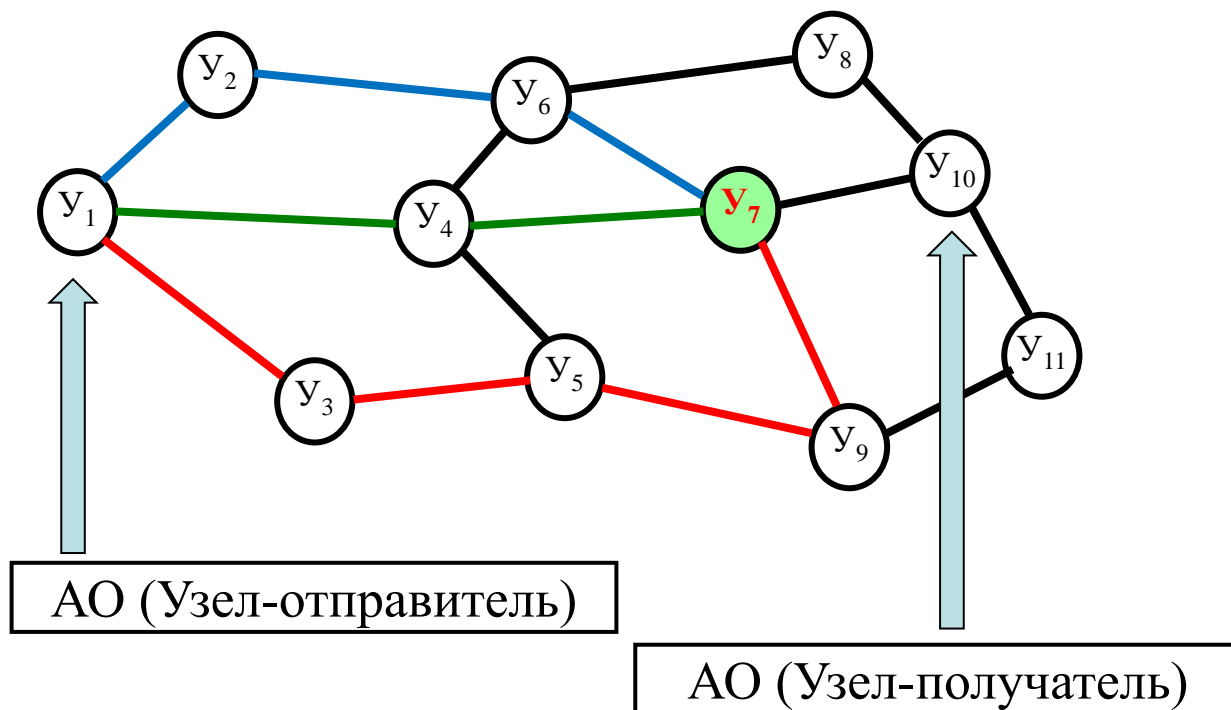 У8
У2
У6
У10
У1
У4
У7
У11
У5
У3
У9
АО (Узел-отправитель)
АО (Узел-получатель)